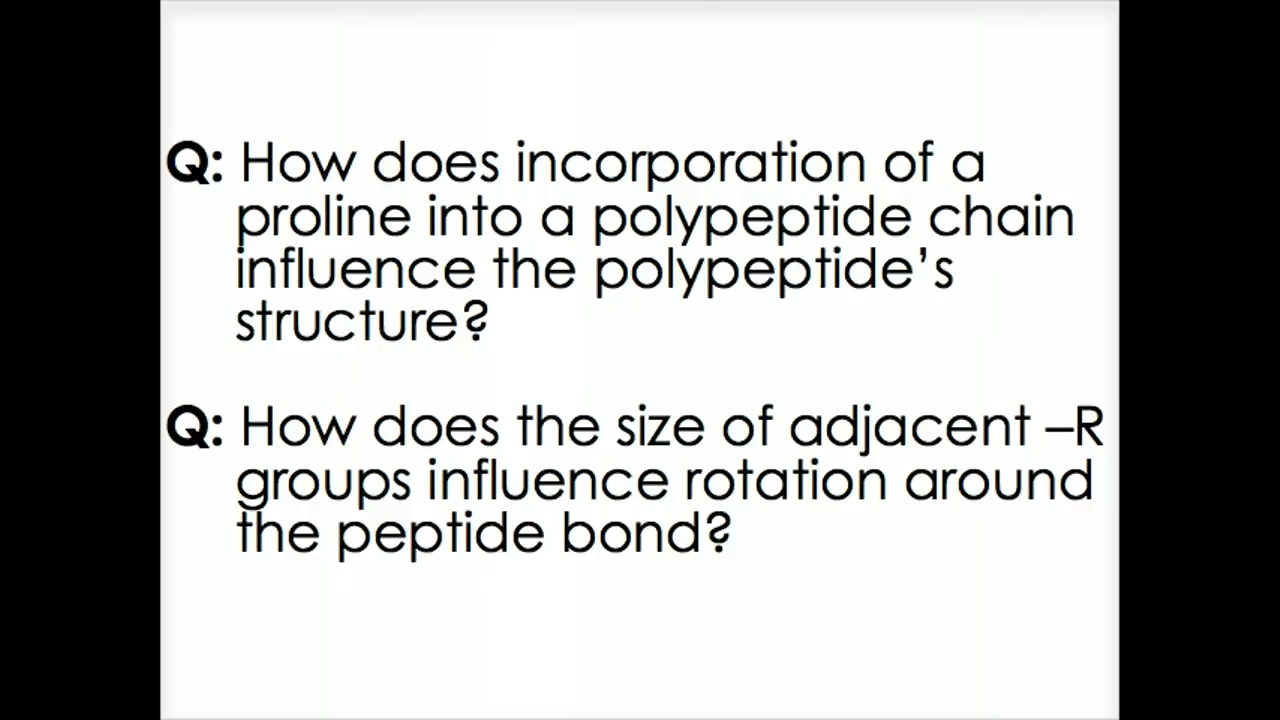 Q: How does incorporation of a
proline into a polypeptide chain
influence the polypeptide’s
structure?
Q: How does the size of adjacent –R
groups influence rotation around
the peptide bond?